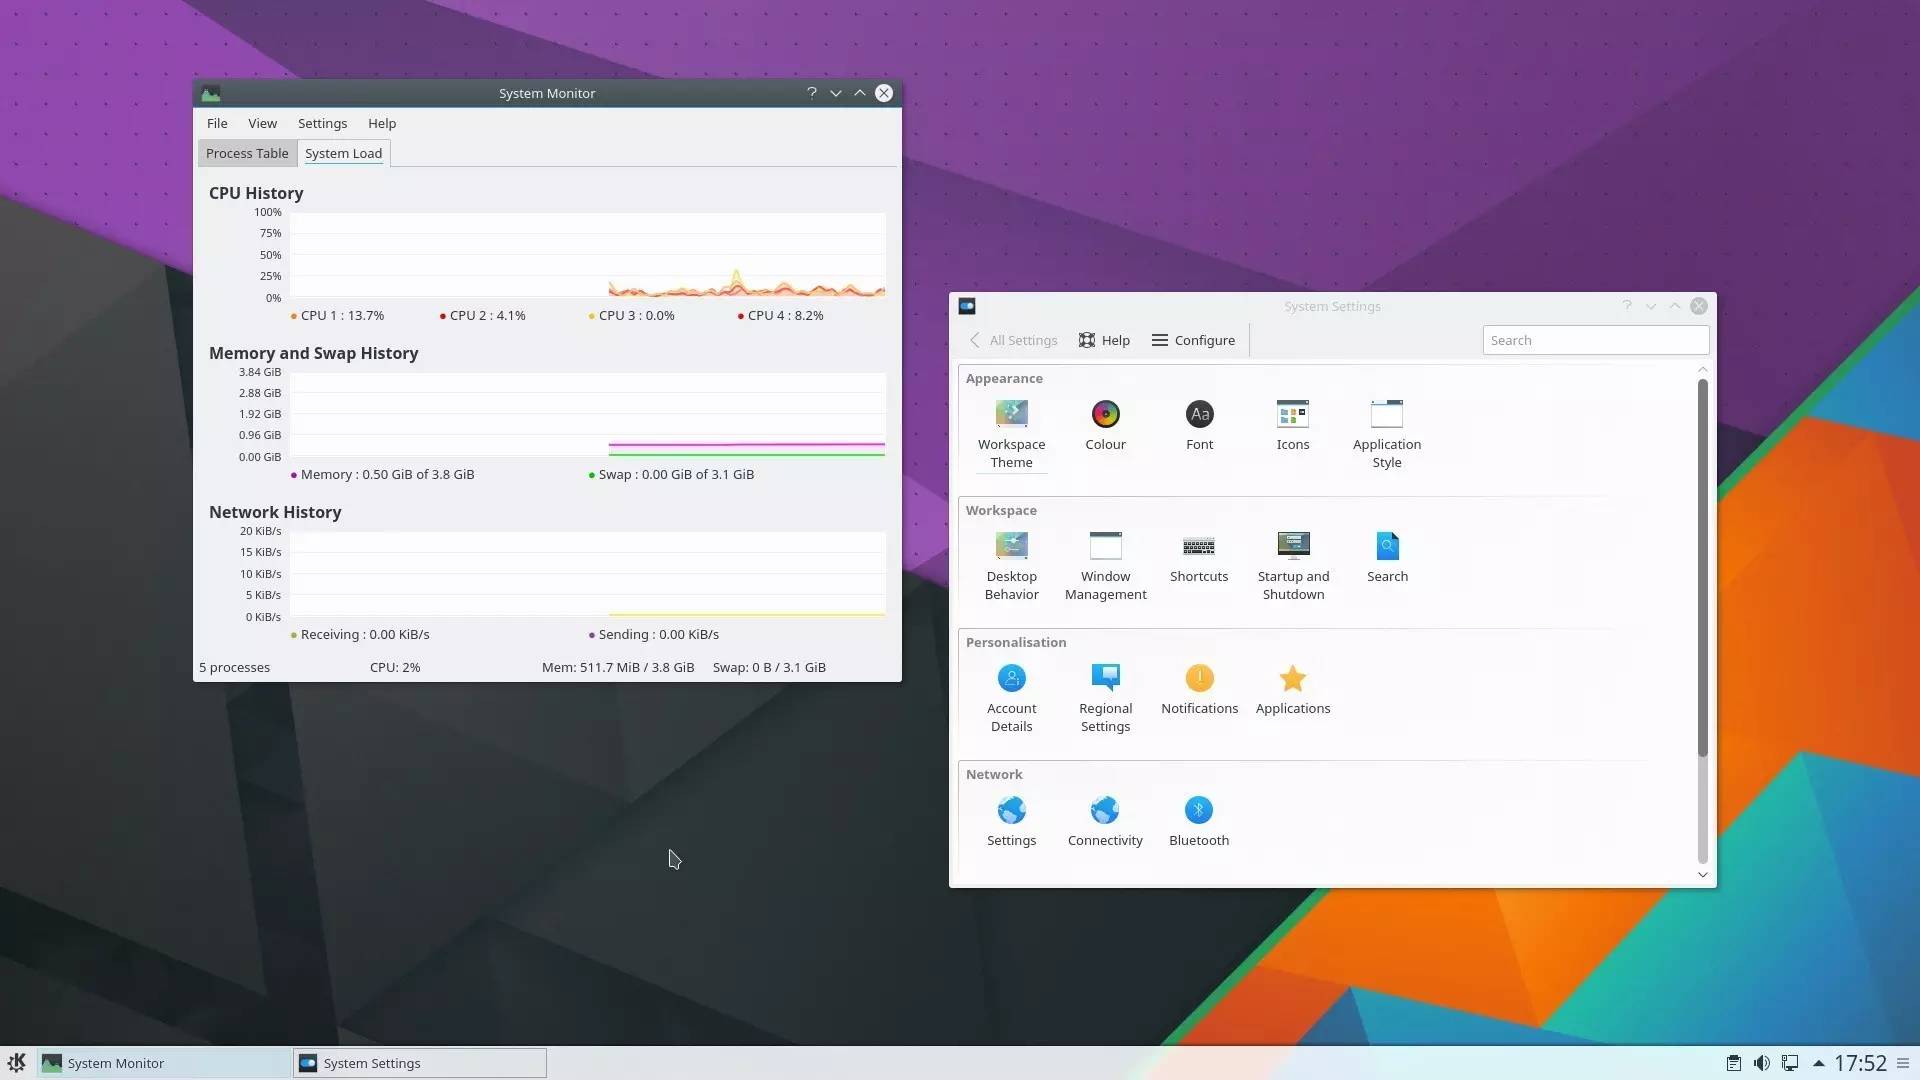 System Monitor
File View Settings Help
Process Table System Load
CPU History
100%
75%
50%
25%
0%
CPU 1 : 13.7% CPU 2 : 4.1% CPU 3 : 0.0% CPU 4 : 8.2%
Memory and Swap History
3.84 GiB
2.88 GiB
1.92 GiB
0.96 GiB
0.00 GiB
Memory : 0.50 GiB of 3.8 GiB Swap : 0.00 GiB of 3.1 GiB
Network History
20 KiB/s
15 KiB/s
10 KiB/s
5 KiB/s
0 KiB/s
Receiving : 0.00 KiB/s Sending : 0.00 KiB/s
5 processes CPU: 2% Mem: 511.7 MiB / 3.8 GiB Swap: 0 B / 3.1 GiB
System Settings
All Settings Help Configure Search
Appearance
Workspace Theme
Colour
Aa
Font
Icons
Application Style
Workspace
Desktop Behavior
Window Management
Shortcuts
Startup and Shutdown
Search
Personalisation
Account Details
Regional Settings
Notifications
Applications
Network
Settings
Connectivity
Bluetooth
System Monitor System Settings 17:52